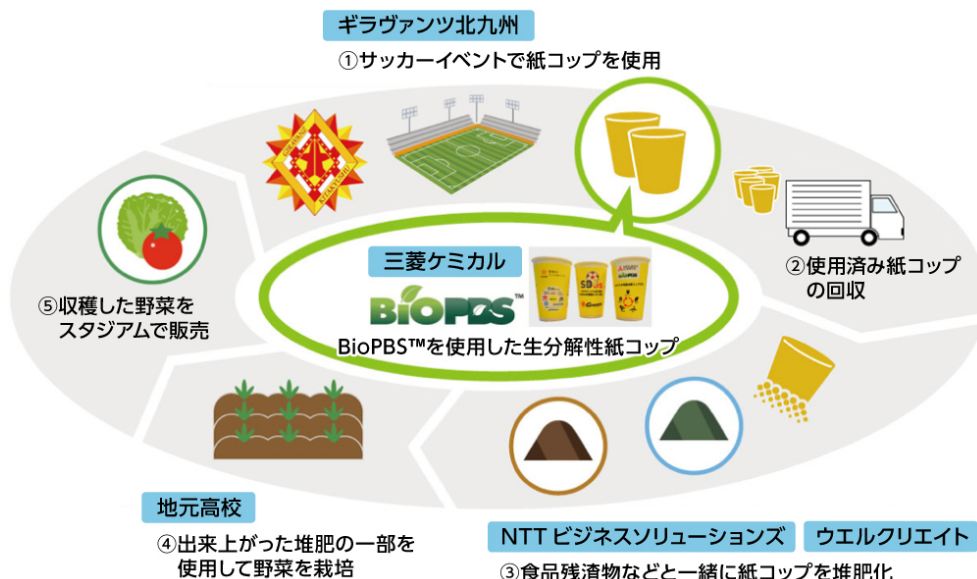 ギラヴァンツ北九州
①サッカーイベントで紙コップを使用
GIRAVANZ
KITAKYUSHU
②使用済み紙コップ
の回収
三菱ケミカル
BioPBS™
BioPBS™を使用した生分解性紙コップ
⑤収穫した野菜を
スタジアムで販売
地元高校
④出来上がった堆肥の一部を
使用して野菜を栽培
NTTビジネスソリューションズ
ウエルクリエイト
③食品残渣物などと一緒に紙コップを堆肥化